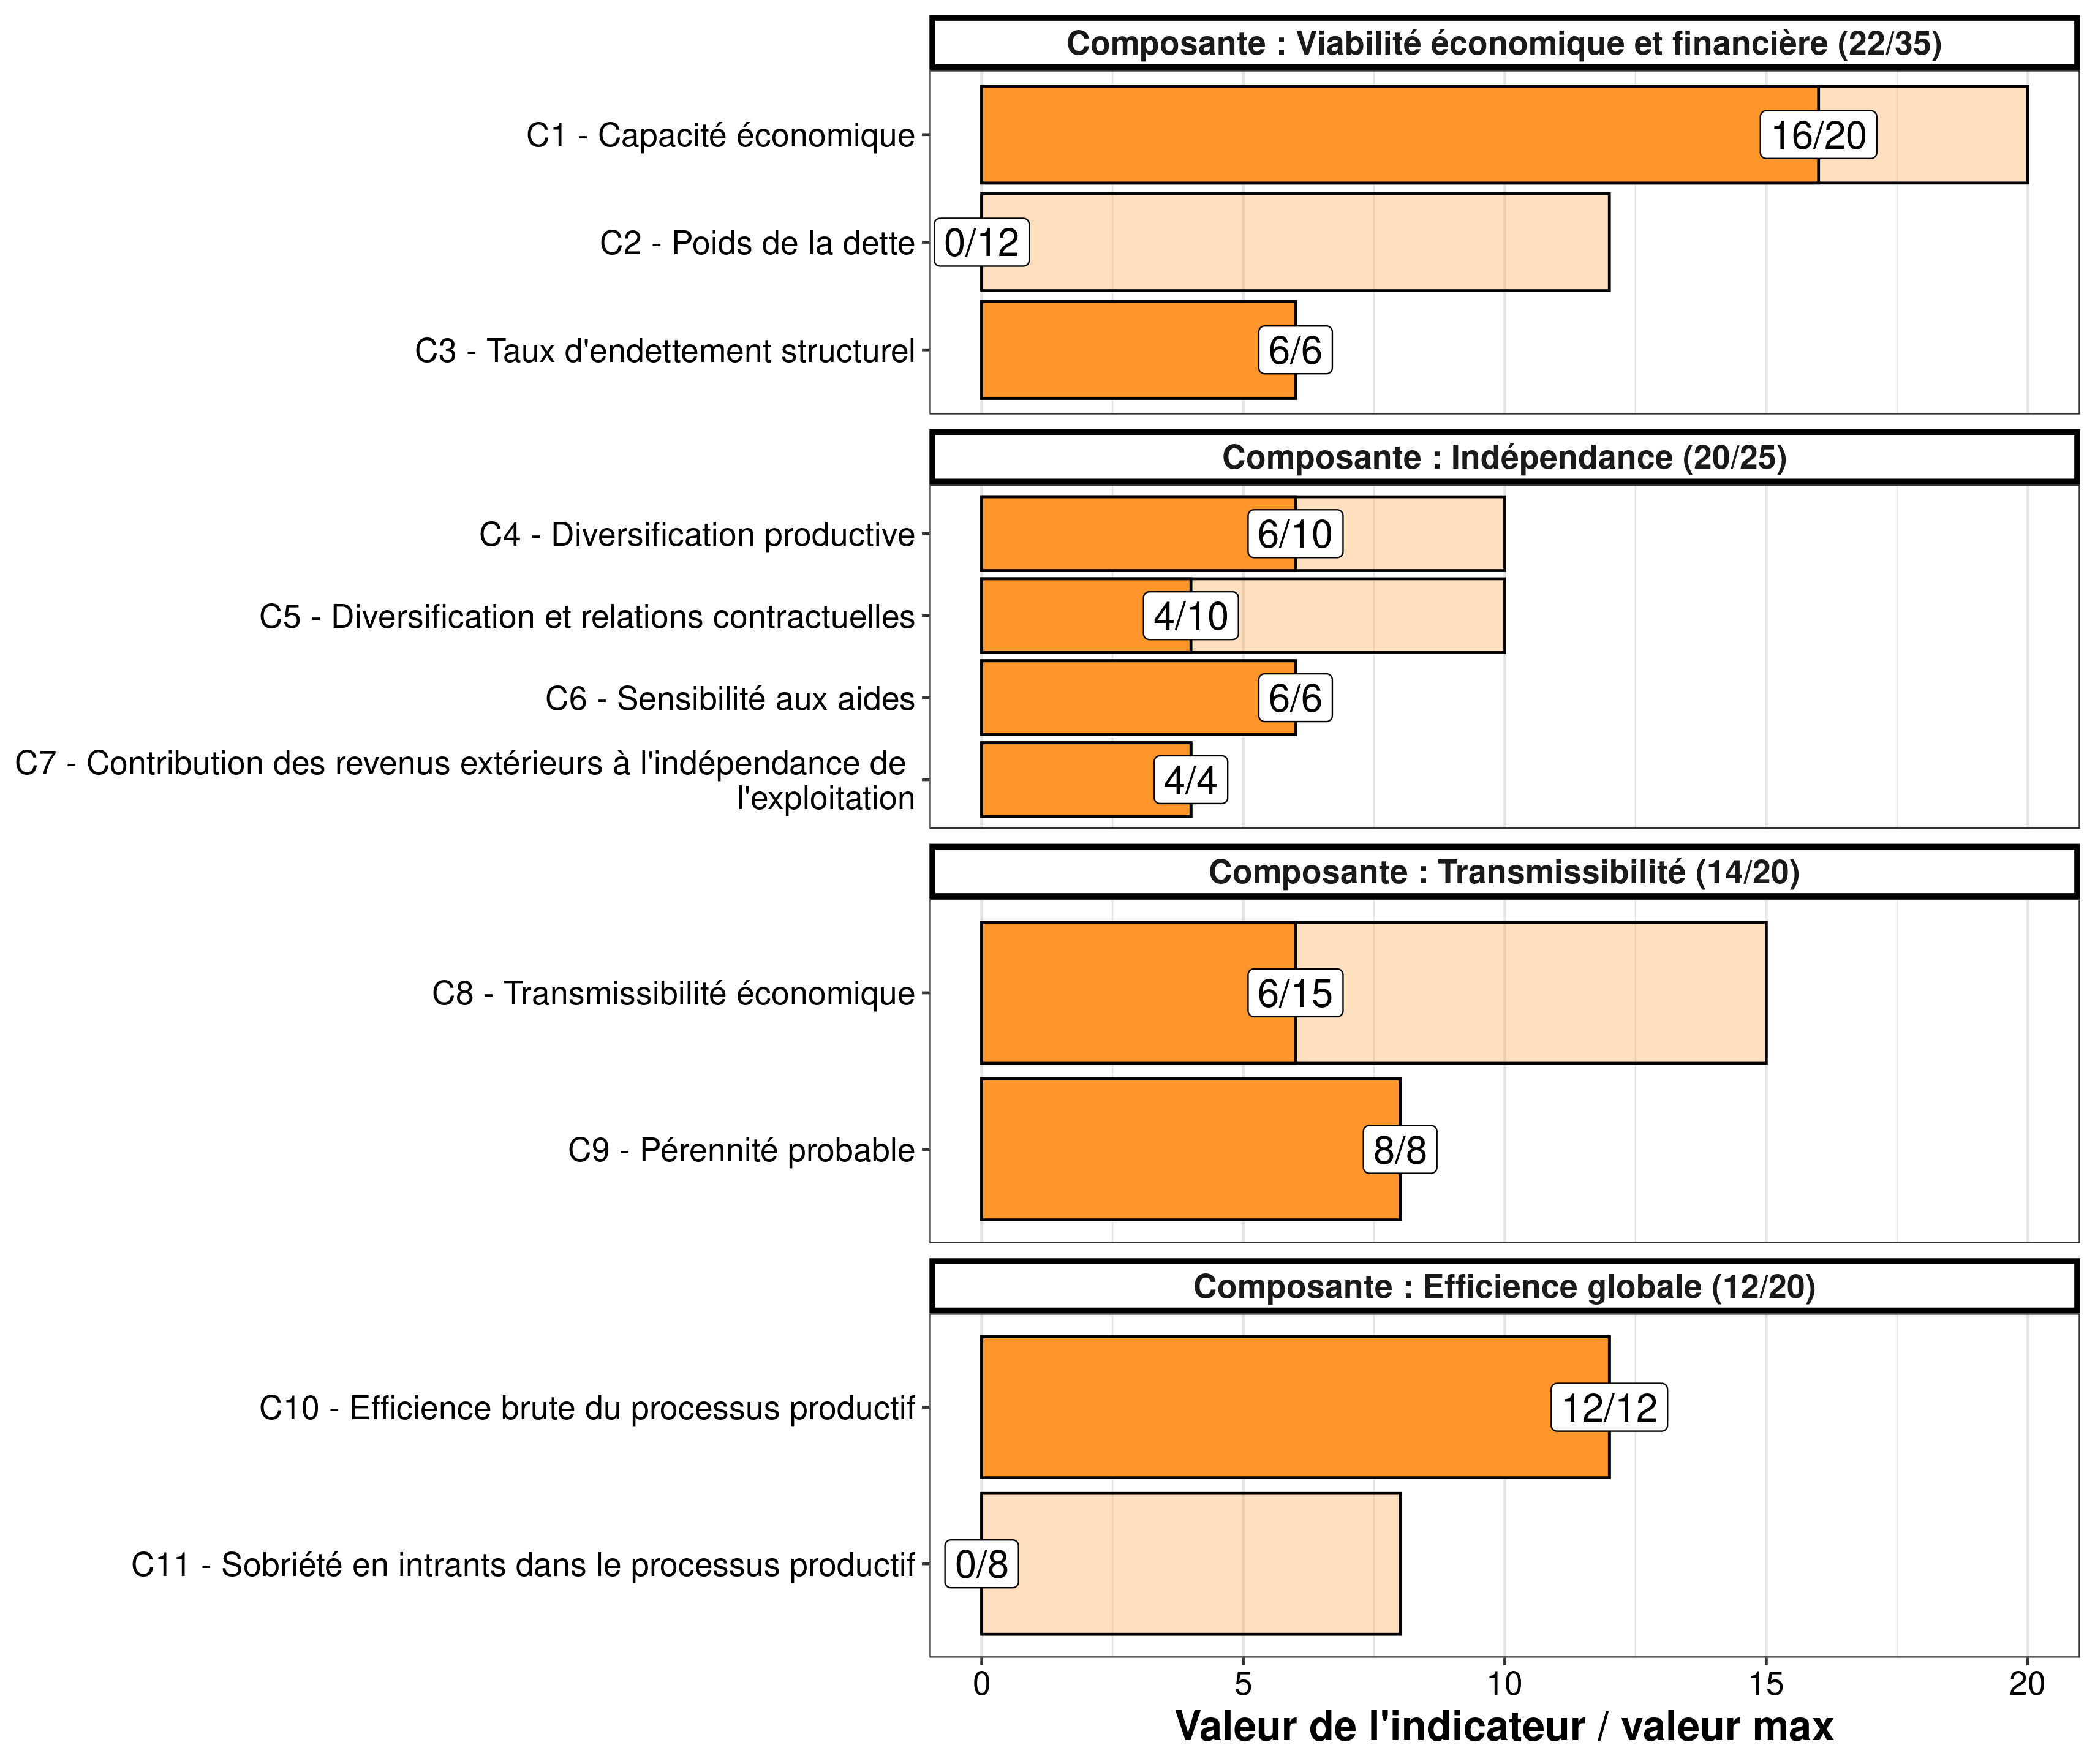 Composante : Viabilité économique et financière (22/35)
C1 - Capacité économique
16/20
C2 - Poids de la dette
0/12
C3 - Taux d'endettement structurel
6/6
Composante : Indépendance (20/25)
C4 - Diversification productive
6/10
C5 - Diversification et relations contractuelles
4/10
C6 - Sensibilité aux aides
6/6
C7 - Contribution des revenus extérieurs à l'indépendance de
l'exploitation
4/4
Composante : Transmissibilité (14/20)
C8 - Transmissibilité économique
6/15
C9 - Pérennité probable
8/8
Composante : Efficience globale (12/20)
C10 - Efficience brute du processus productif
12/12
C11 - Sobriété en intrants dans le processus productif
0/8
0 5 10 15 20
Valeur de l'indicateur / valeur max